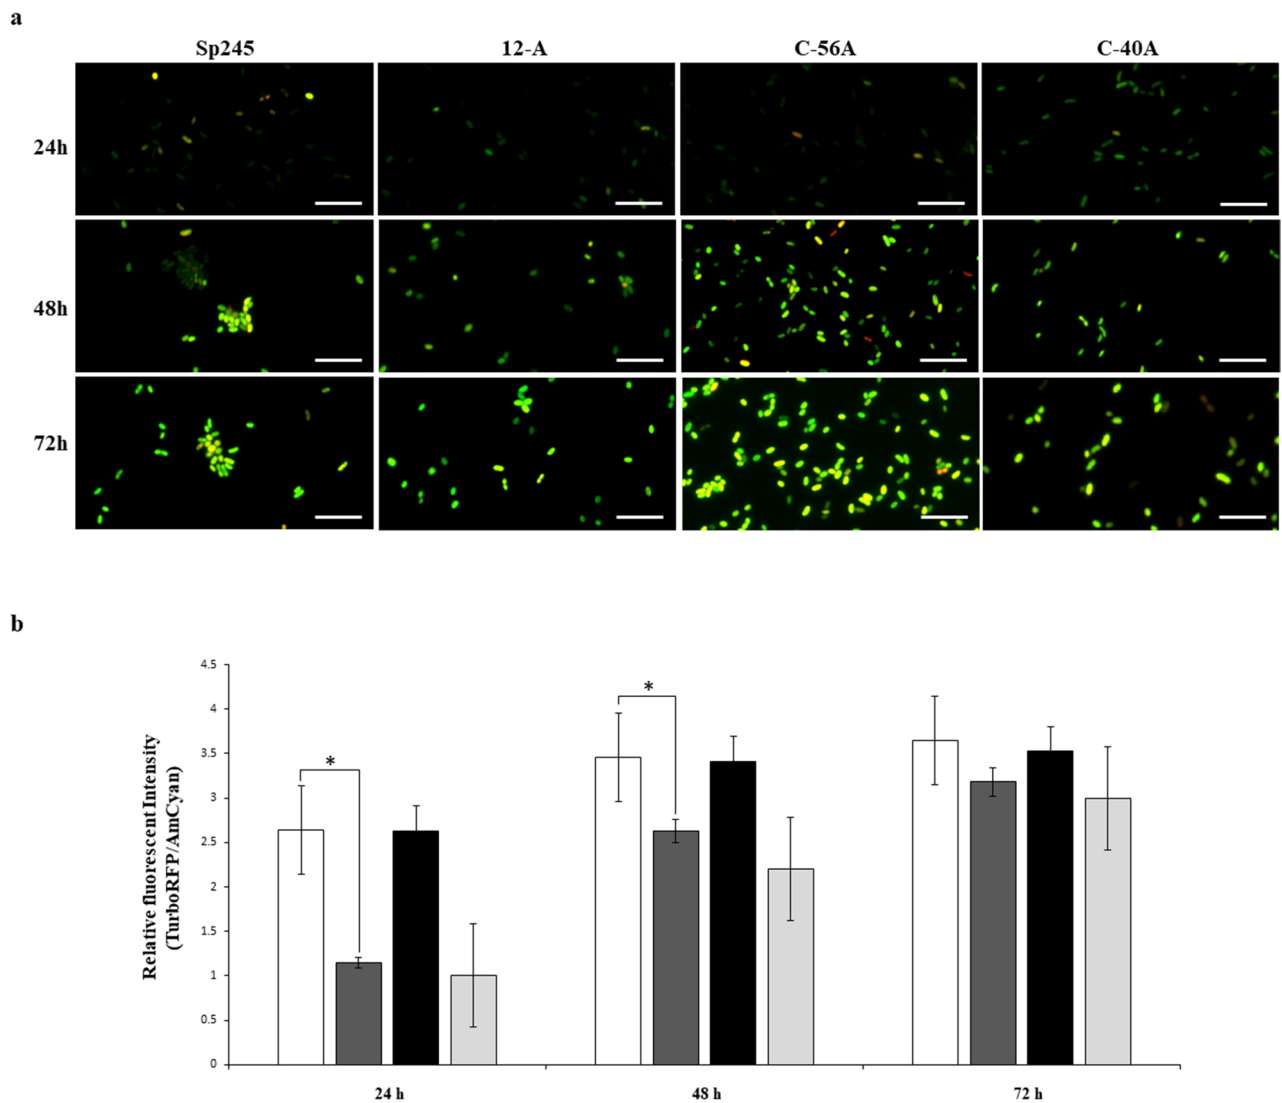 a
Sp245 12-A C-56A C-40A
24h
48h
72h
b
Relative fluorescent Intensity
(TurboRFP/AmCyan)
4.5
4
3.5
3
2.5
2
1.5
1
0.5
0
*
*
24 h 48 h 72 h